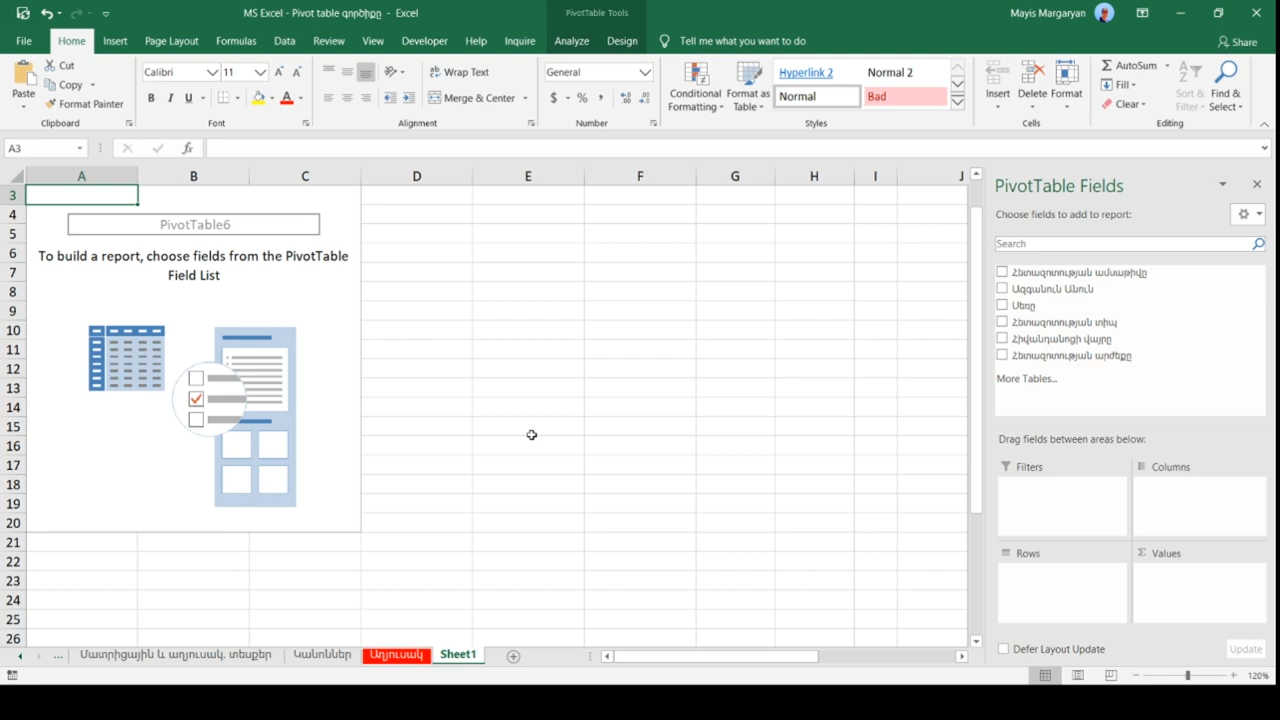 MS Excel - Pivot table գործիքը - Excel
PivotTable Tools
Mayis Margaryan
File Home Insert Page Layout Formulas Data Review View Developer Help Inquire Analyze Design Tell me what you want to do Share
Paste
Cut
Copy
Format Painter
Clipboard
Calibri 11
B I U
Font
Wrap Text
Merge & Center
Alignment
General
$ % ,
Number
Conditional Formatting
Format as Table
Hyperlink 2 Normal 2
Normal Bad
Styles
Insert Delete Format
Cells
AutoSum
Fill
Clear
Sort & Filter
Find & Select
Editing
A3
fx
A B C D E F G H I J
3
4
5
6
7
8
9
10
11
12
13
14
15
16
17
18
19
20
21
22
23
24
25
26
PivotTable6
To build a report, choose fields from the PivotTable
Field List
PivotTable Fields
Choose fields to add to report:
Search
Հետազոտության ամսաթիվը
Ազգանուն Անուն
Սեռը
Հետազոտության տիպ
Հիվանդանոցի վայրը
Հետազոտության արժեքը
More Tables...
Drag fields between areas below:
Filters Columns
Rows Σ Values
Defer Layout Update Update
... Մատրիցային և աղյուսակ. տեսքեր Կանոններ Աղյուսակ Sheet1
120%